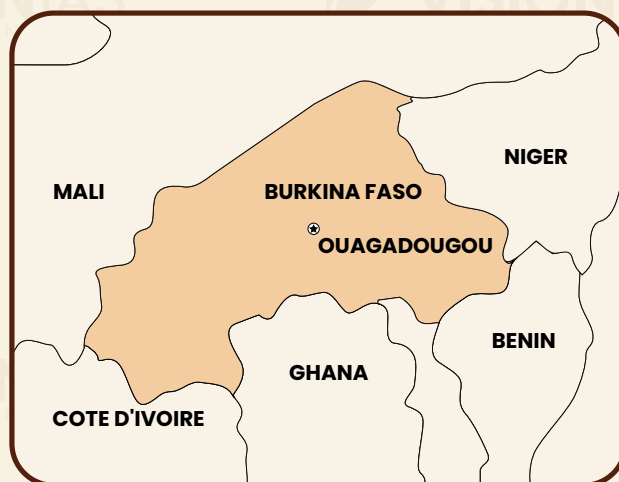 NIGER
MALI
BURKINA FASO
OUAGADOUGOU
BENIN
GHANA
COTE D'IVOIRE